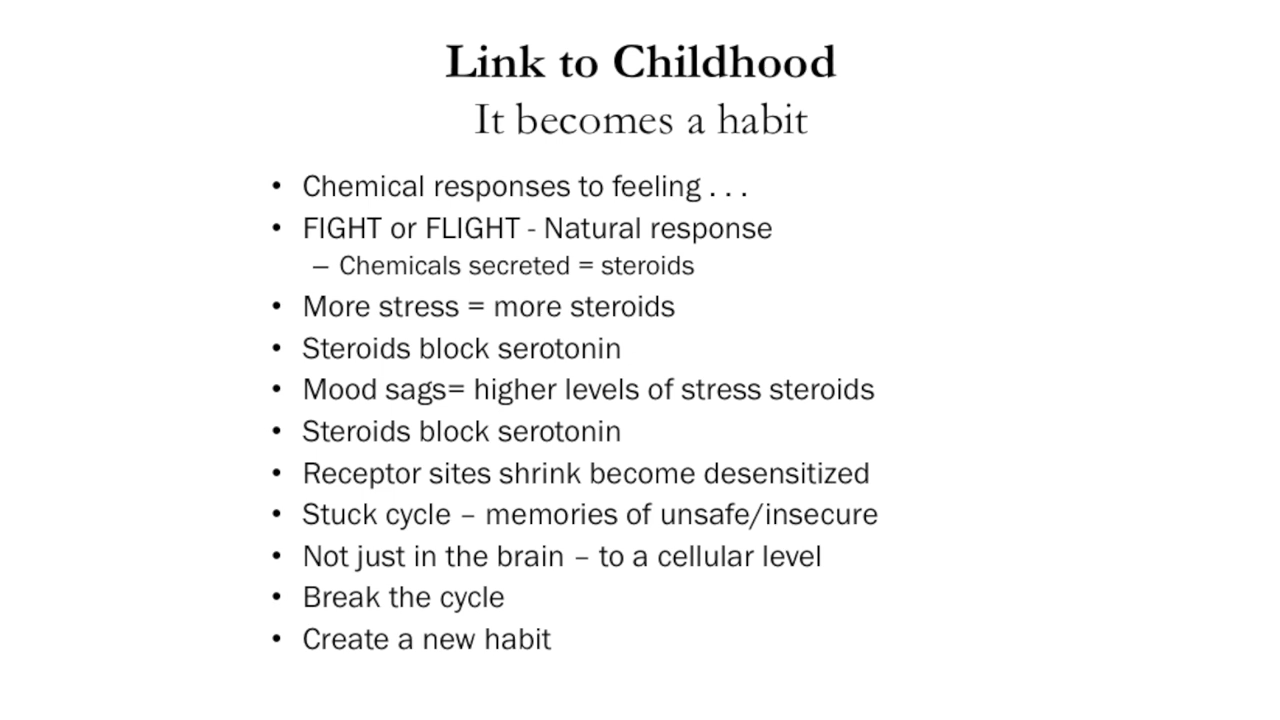 Link to Childhood
It becomes a habit
• Chemical responses to feeling . . .
• FIGHT or FLIGHT - Natural response
– Chemicals secreted = steroids
• More stress = more steroids
• Steroids block serotonin
• Mood sags= higher levels of stress steroids
• Steroids block serotonin
• Receptor sites shrink become desensitized
• Stuck cycle – memories of unsafe/insecure
• Not just in the brain – to a cellular level
• Break the cycle
• Create a new habit